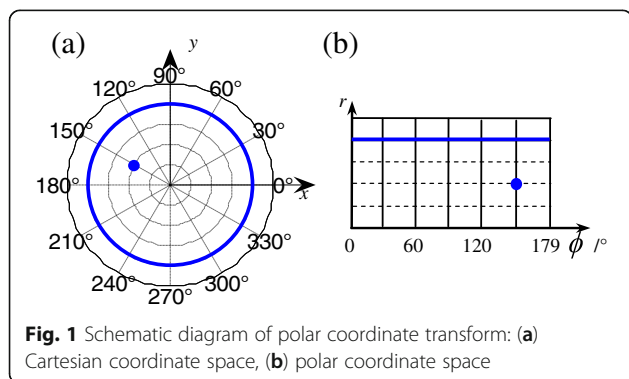 (a)
(b)
y
90°
120°
60°
150°
30°
180°
0°
x
210°
330°
240°
300°
270°
r
0
60
120
179
ϕ /°
Fig. 1 Schematic diagram of polar coordinate transform: (a)
Cartesian coordinate space, (b) polar coordinate space